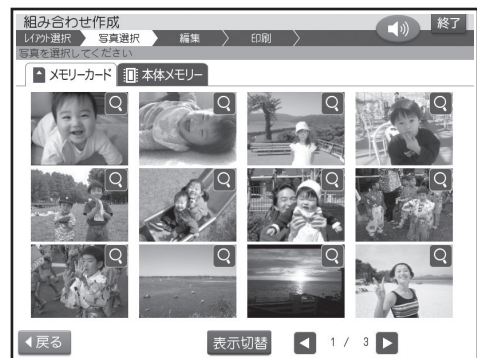 組み合わせ作成
終了
ﾚｲｱｳﾄ選択 写真選択 編集 印刷
写真を選択してください
メモリーカード 本体メモリー
戻る 表示切替 1 / 3